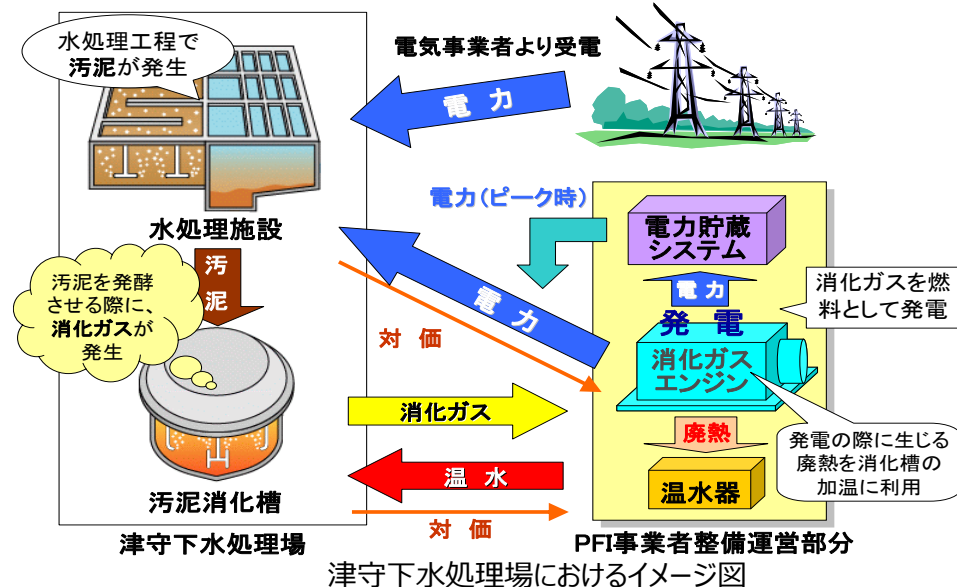 水処理工程で
汚泥が発生
電気事業者より受電
電 力
水処理施設
電力(ピーク時)
電力貯蔵
システム
汚
泥
汚泥を発酵
させる際に、
消化ガスが
発生
電 力
消化ガスを燃
料として発電
電 力
発 電
対 価
消化ガス
エンジン
消化ガス
廃熱
発電の際に生じる
廃熱を消化槽の
加温に利用
温 水
温水器
汚泥消化槽
対 価
津守下水処理場
PFI事業者整備運営部分
津守下水処理場におけるイメージ図